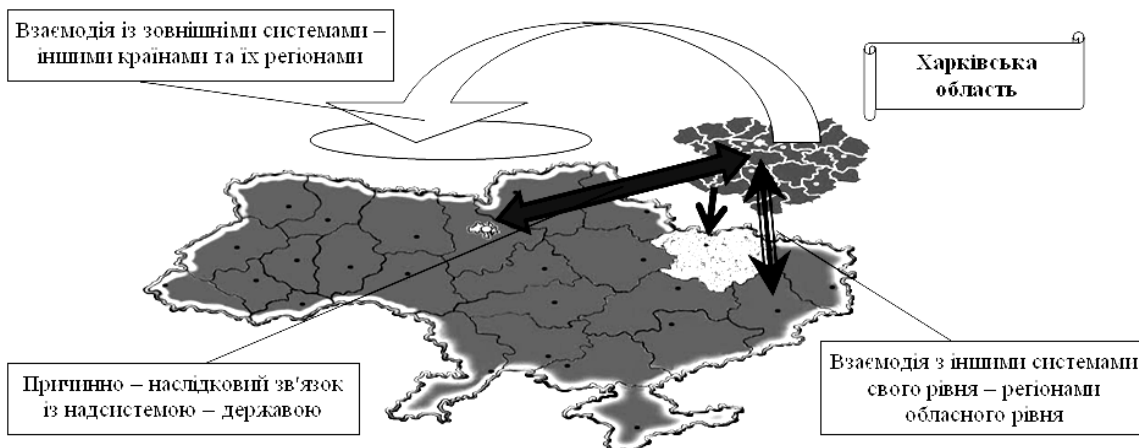 Взаємодія із зовнішніми системами –
іншими країнами та їх регіонами
Харківська
область
Причинно – наслідковий зв'язок
із надсистемою – державою
Взаємодія з іншими системами
свого рівня – регіонами
обласного рівня